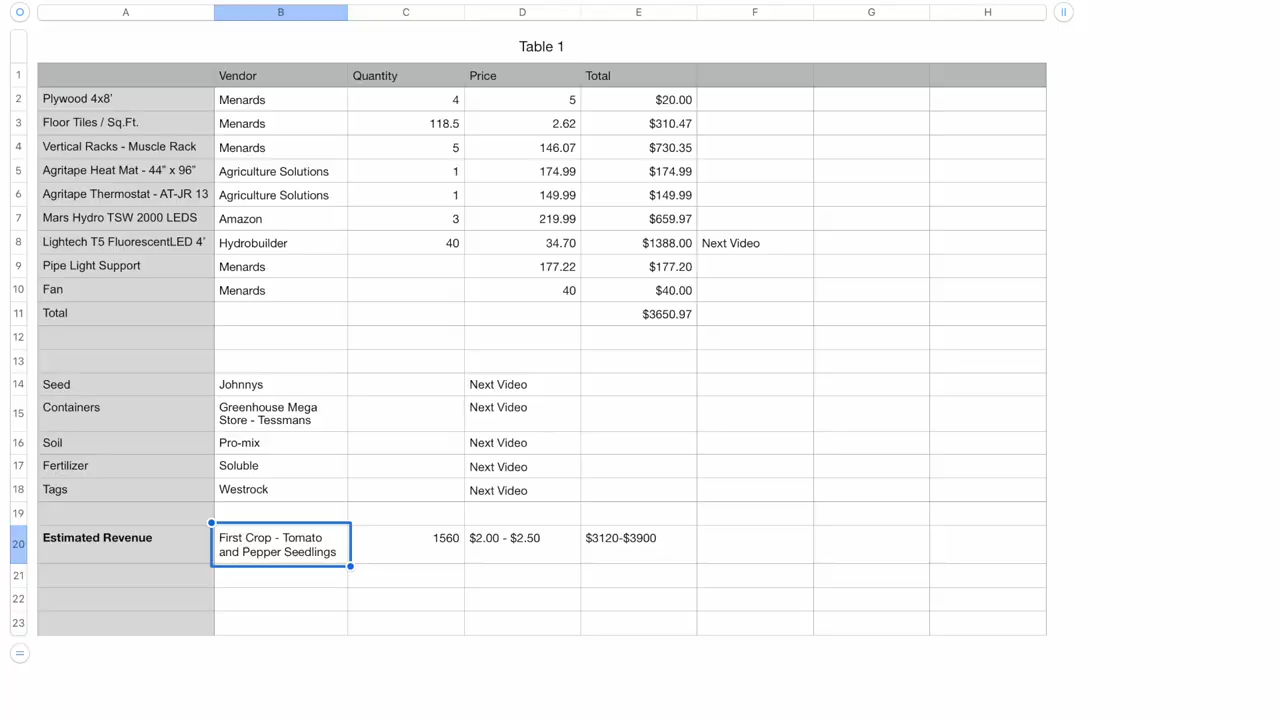 A B C D E F G H
Table 1
1 Vendor Quantity Price Total
2 Plywood 4x8' Menards 4 5 $20.00
3 Floor Tiles / Sq.Ft. Menards 118.5 2.62 $310.47
4 Vertical Racks - Muscle Rack Menards 5 146.07 $730.35
5 Agritape Heat Mat - 44" x 96" Agriculture Solutions 1 174.99 $174.99
6 Agritape Thermostat - AT-JR 13 Agriculture Solutions 1 149.99 $149.99
7 Mars Hydro TSW 2000 LEDS Amazon 3 219.99 $659.97
8 Lightech T5 FluorescentLED 4' Hydrobuilder 40 34.70 $1388.00 Next Video
9 Pipe Light Support Menards 177.22 $177.20
10 Fan Menards 40 $40.00
11 Total $3650.97
12
13
14 Seed Johnnys Next Video
15 Containers Greenhouse Mega Next Video
Store - Tessmans
16 Soil Pro-mix Next Video
17 Fertilizer Soluble Next Video
18 Tags Westrock Next Video
19
20 Estimated Revenue First Crop - Tomato 1560 $2.00 - $2.50 $3120-$3900
and Pepper Seedlings
21
22
23